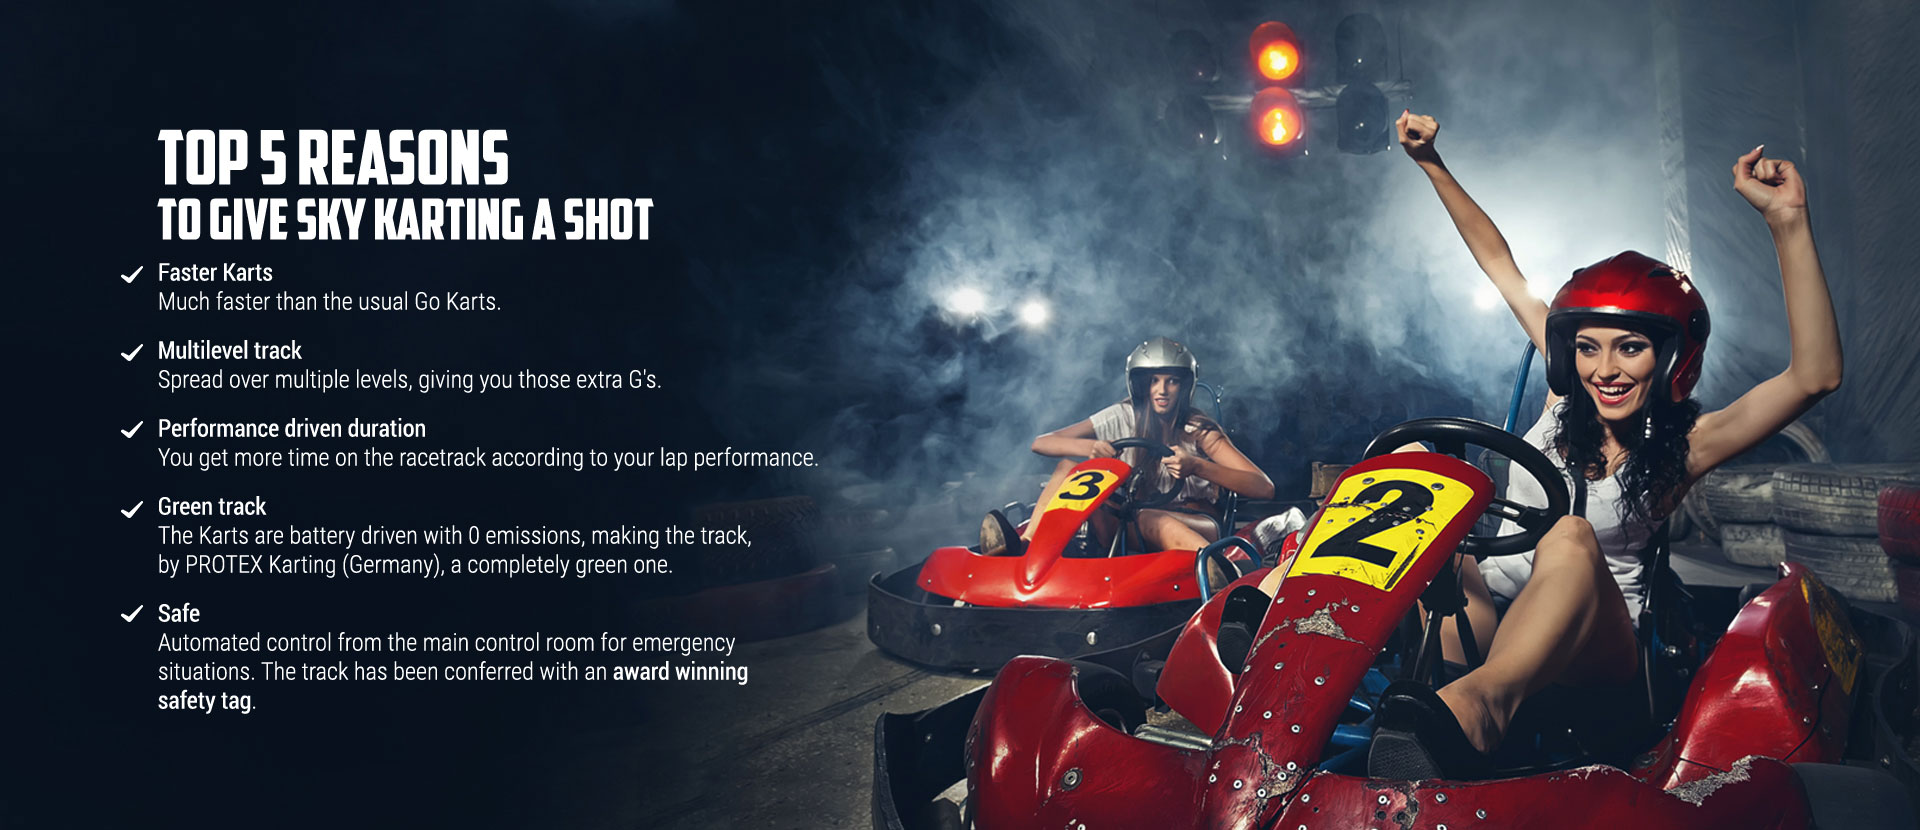 TOP 5 REASONS
TO GIVE SKY KARTING A SHOT
Faster Karts
Much faster than the usual Go Karts.
Multilevel track
Spread over multiple levels, giving you those extra G's.
Performance driven duration
You get more time on the racetrack according to your lap performance.
Green track
The Karts are battery driven with 0 emissions, making the track,
by PROTEX Karting (Germany), a completely green one.
Safe
Automated control from the main control room for emergency
situations. The track has been conferred with an award winning
safety tag.
3
2